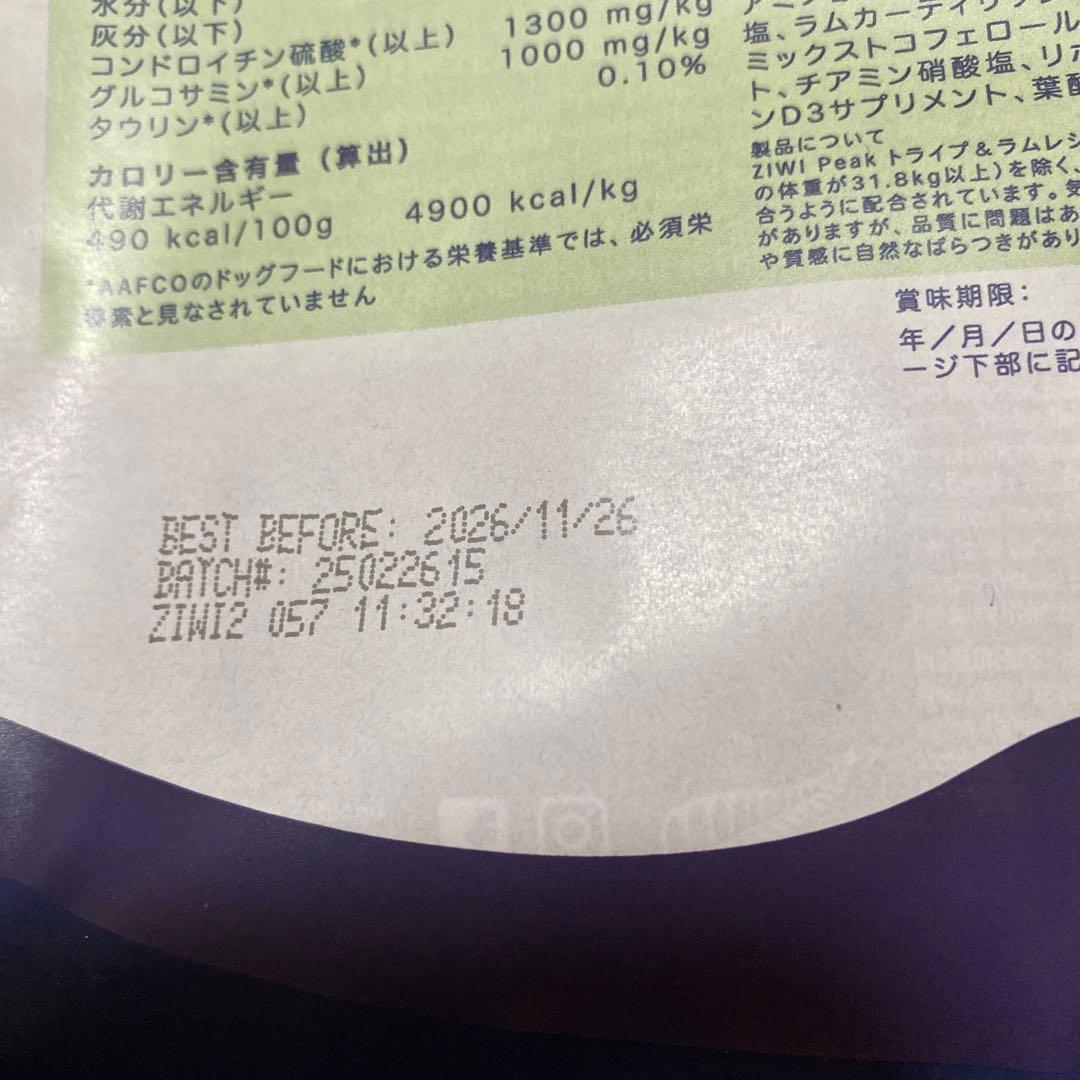 水分(以下)
灰分(以下)
コンドロイチン硫酸*(以上) 1300 mg/kg
グルコサミン*(以上) 1000 mg/kg
タウリン*(以上) 0.10%
カロリー含有量 (算出)
代謝エネルギー
490 kcal/100g 4900 kcal/kg
*AAFCOのドッグフードにおける栄養基準では、必須栄
養素と見なされていません
塩、ラムカーティリッジ
ミックストコフェロール
ト、チアミン硝酸塩、リボ
ンD3サプリメント、葉酸
製品について
ZIWI Peak トライプ&ラムレシ
の体重が31.8kg以上)を除く、
合うように配合されています。気
がありますが、品質に問題はあ
や質感に自然なばらつきがあり
賞味期限:
年/月/日の
ージ下部に記
BEST BEFORE: 2026/11/26
BATCH#: 25022615
ZIWI2 057 11:32:18